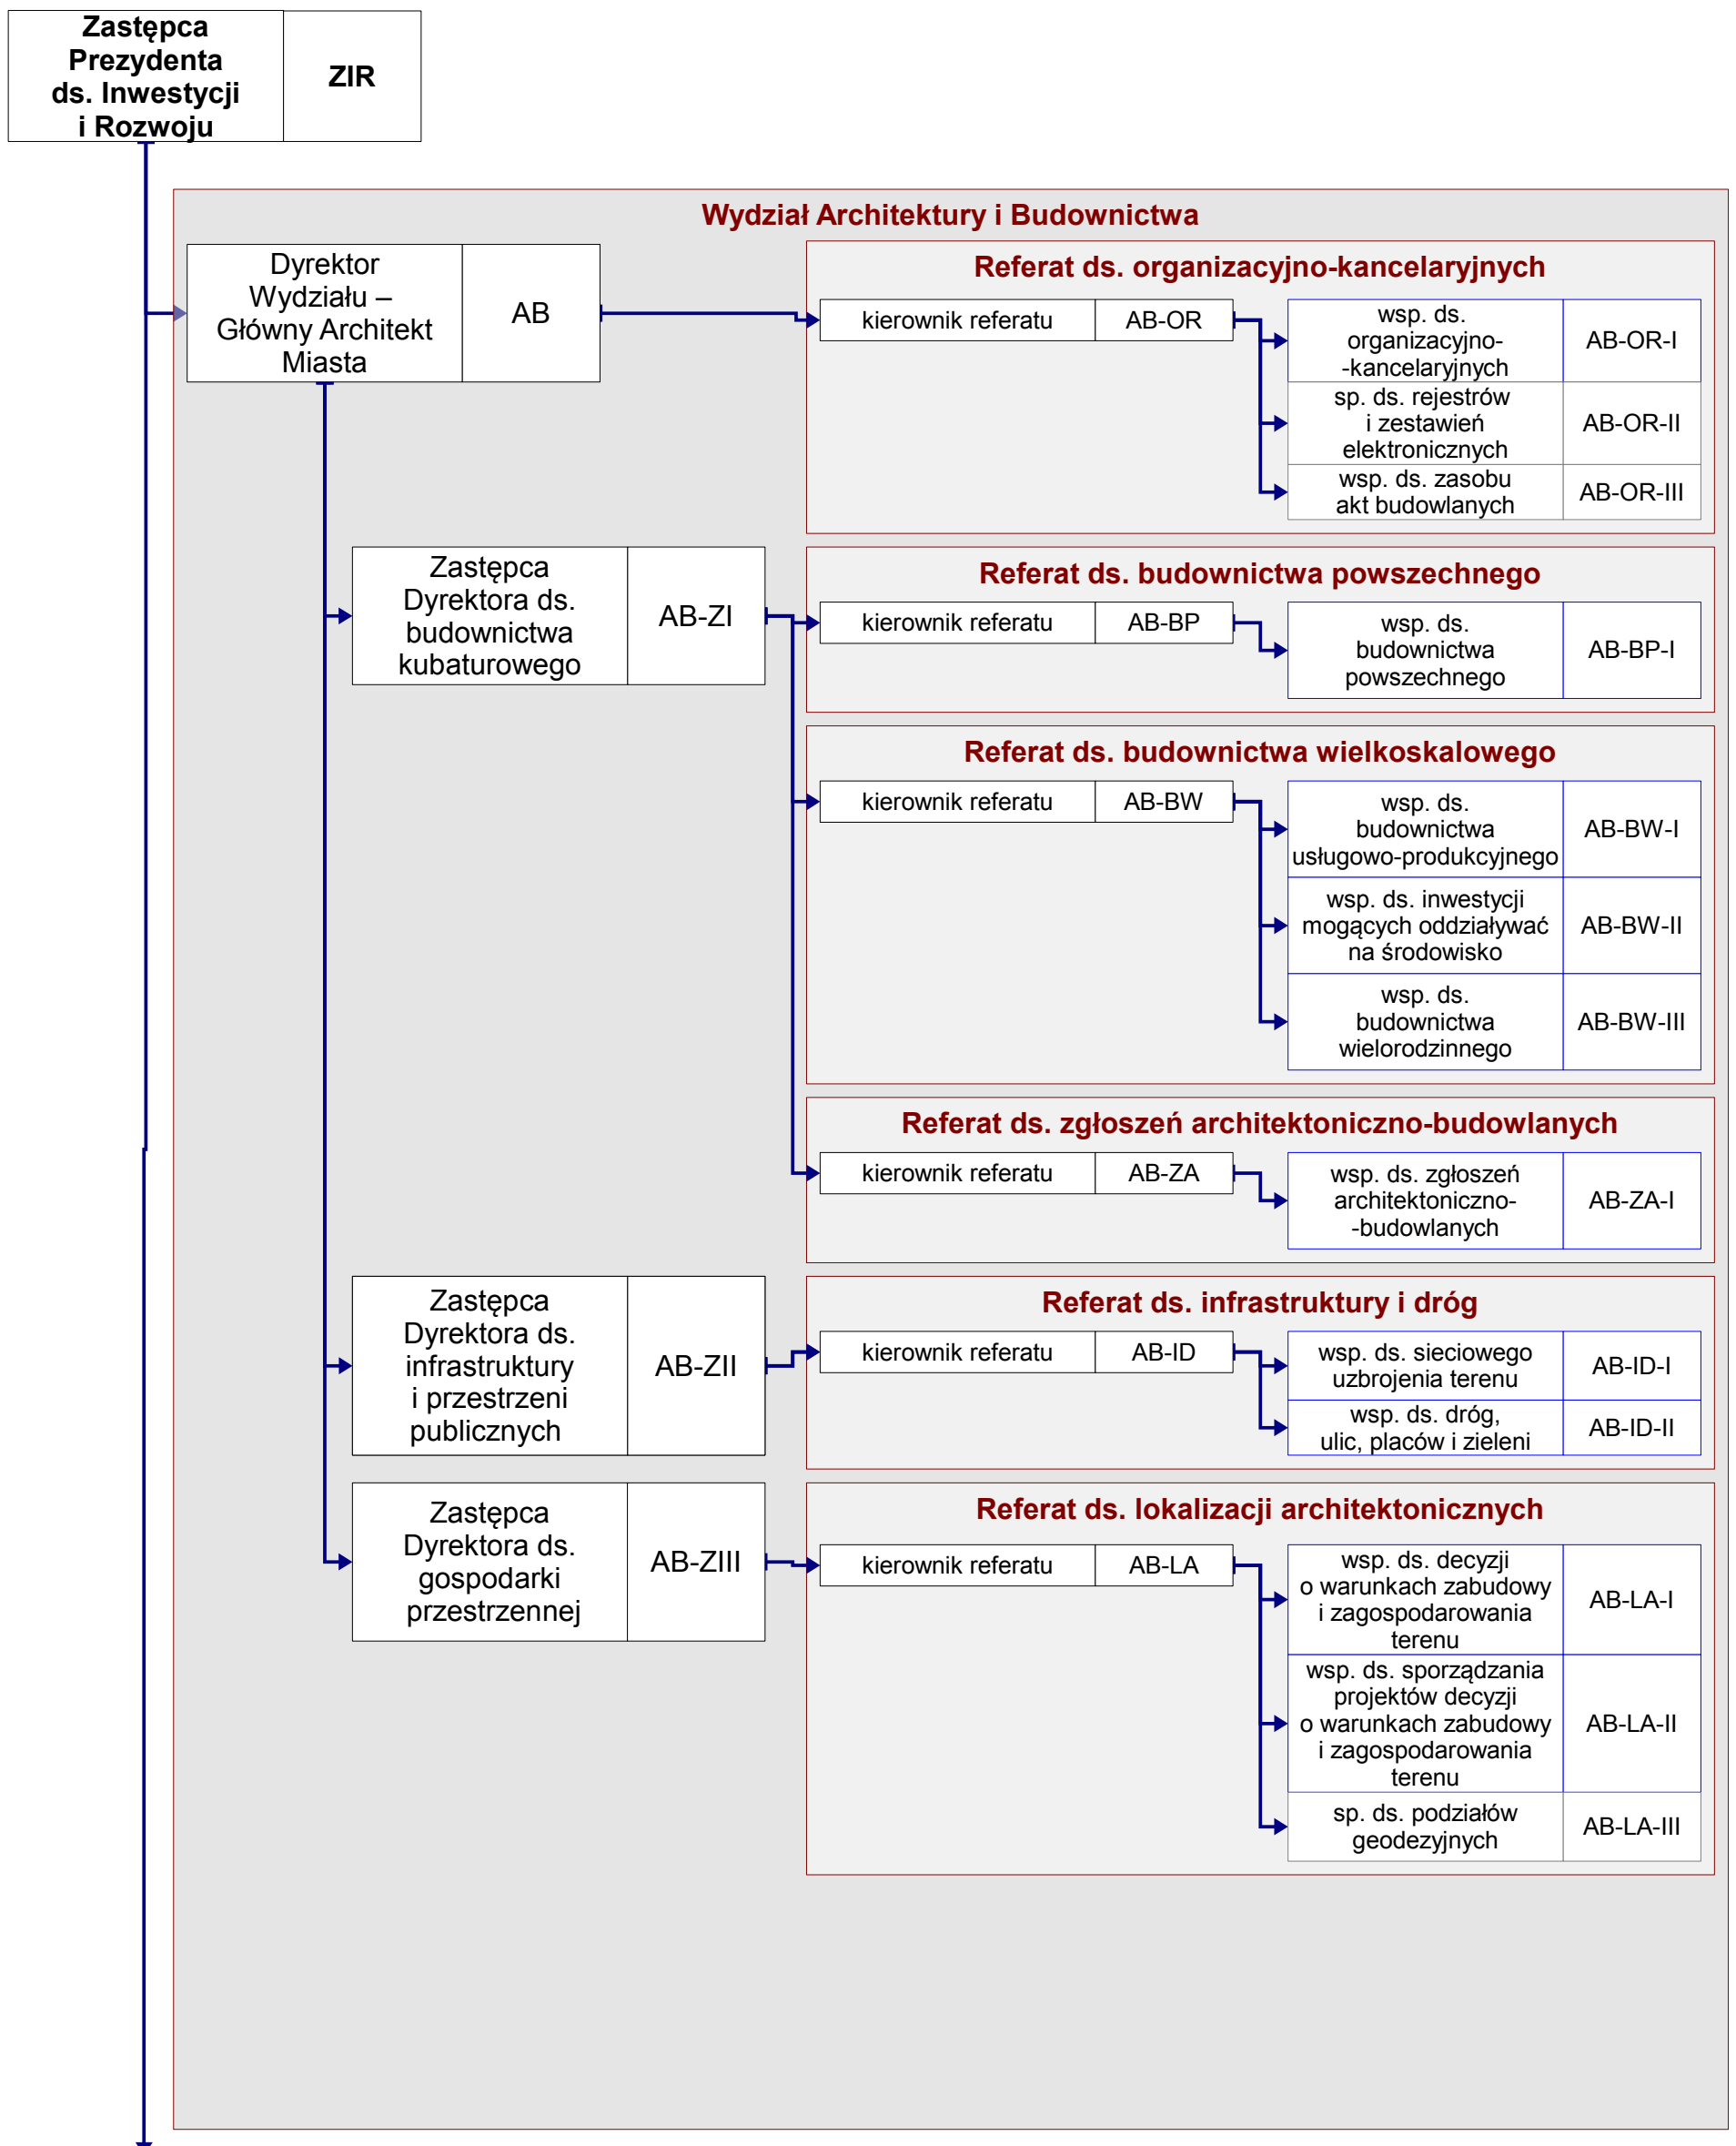 Zastępca
Prezydenta
ds. Inwestycji
i Rozwoju
ZIR
Wydział Architektury i Budownictwa
Dyrektor
Wydziału –
Główny Architekt
Miasta
AB
Referat ds. organizacyjno-kancelaryjnych
kierownik referatu
AB-OR
wsp. ds.
organizacyjno-
-kancelaryjnych
AB-OR-I
sp. ds. rejestrów
i zestawień
elektronicznych
AB-OR-II
wsp. ds. zasobu
akt budowlanych
AB-OR-III
Zastępca
Dyrektora ds.
budownictwa
kubaturowego
AB-ZI
Referat ds. budownictwa powszechnego
kierownik referatu
AB-BP
wsp. ds.
budownictwa
powszechnego
AB-BP-I
Referat ds. budownictwa wielkoskalowego
kierownik referatu
AB-BW
wsp. ds.
budownictwa
usługowo-produkcyjnego
AB-BW-I
wsp. ds. inwestycji
mogących oddziaływać
na środowisko
AB-BW-II
wsp. ds.
budownictwa
wielorodzinnego
AB-BW-III
Referat ds. zgłoszeń architektoniczno-budowlanych
kierownik referatu
AB-ZA
wsp. ds. zgłoszeń
architektoniczno-
-budowlanych
AB-ZA-I
Zastępca
Dyrektora ds.
infrastruktury
i przestrzeni
publicznych
AB-ZII
Referat ds. infrastruktury i dróg
kierownik referatu
AB-ID
wsp. ds. sieciowego
uzbrojenia terenu
AB-ID-I
wsp. ds. dróg,
ulic, placów i zieleni
AB-ID-II
Zastępca
Dyrektora ds.
gospodarki
przestrzennej
AB-ZIII
Referat ds. lokalizacji architektonicznych
kierownik referatu
AB-LA
wsp. ds. decyzji
o warunkach zabudowy
i zagospodarowania
terenu
AB-LA-I
wsp. ds. sporządzania
projektów decyzji
o warunkach zabudowy
i zagospodarowania
terenu
AB-LA-II
sp. ds. podziałów
geodezyjnych
AB-LA-III